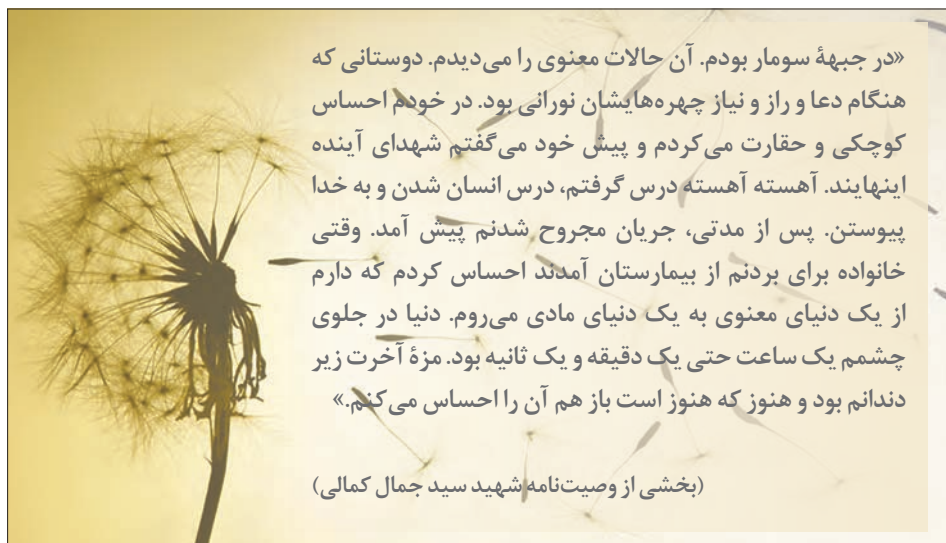 «در جبههٔ سومار بودم. آن حالات معنوی را می‌دیدم. دوستانی که
هنگام دعا و راز و نیاز چهره‌هایشان نورانی بود. در خودم احساس
کوچکی و حقارت می‌کردم و پیش خود می‌گفتم شهدای آینده
اینهایند. آهسته آهسته درس گرفتم، درس انسان شدن و به خدا
پیوستن. پس از مدتی، جریان مجروح شدنم پیش آمد. وقتی
خانواده برای بردنم از بیمارستان آمدند احساس کردم که دارم
از یک دنیای معنوی به یک دنیای مادی می‌روم. دنیا در جلوی
چشمم یک ساعت حتی یک دقیقه و یک ثانیه بود. مزهٔ آخرت زیر
دندانم بود و هنوز که هنوز است باز هم آن را احساس می‌کنم.»
(بخشی از وصیت‌نامه شهید سید جمال کمالی)